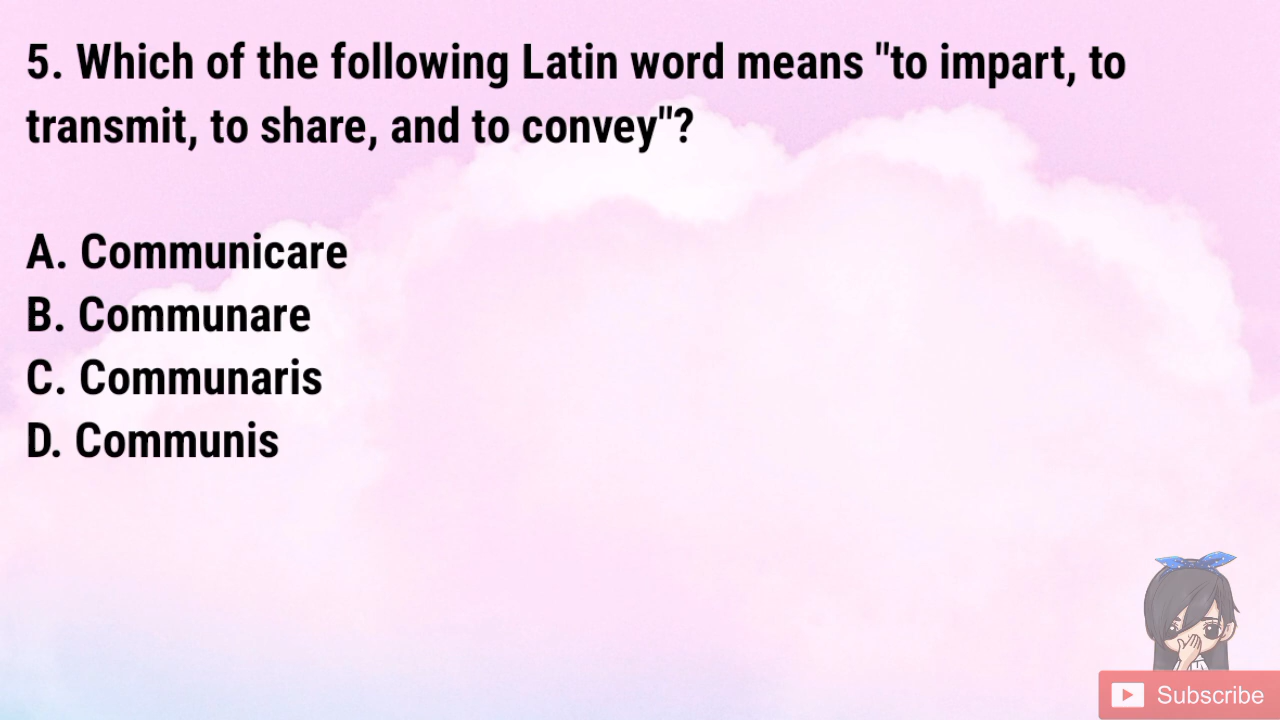 5. Which of the following Latin word means "to impart, to
transmit, to share, and to convey"?
A. Communicare
B. Communare
C. Communaris
D. Communis
Subscribe